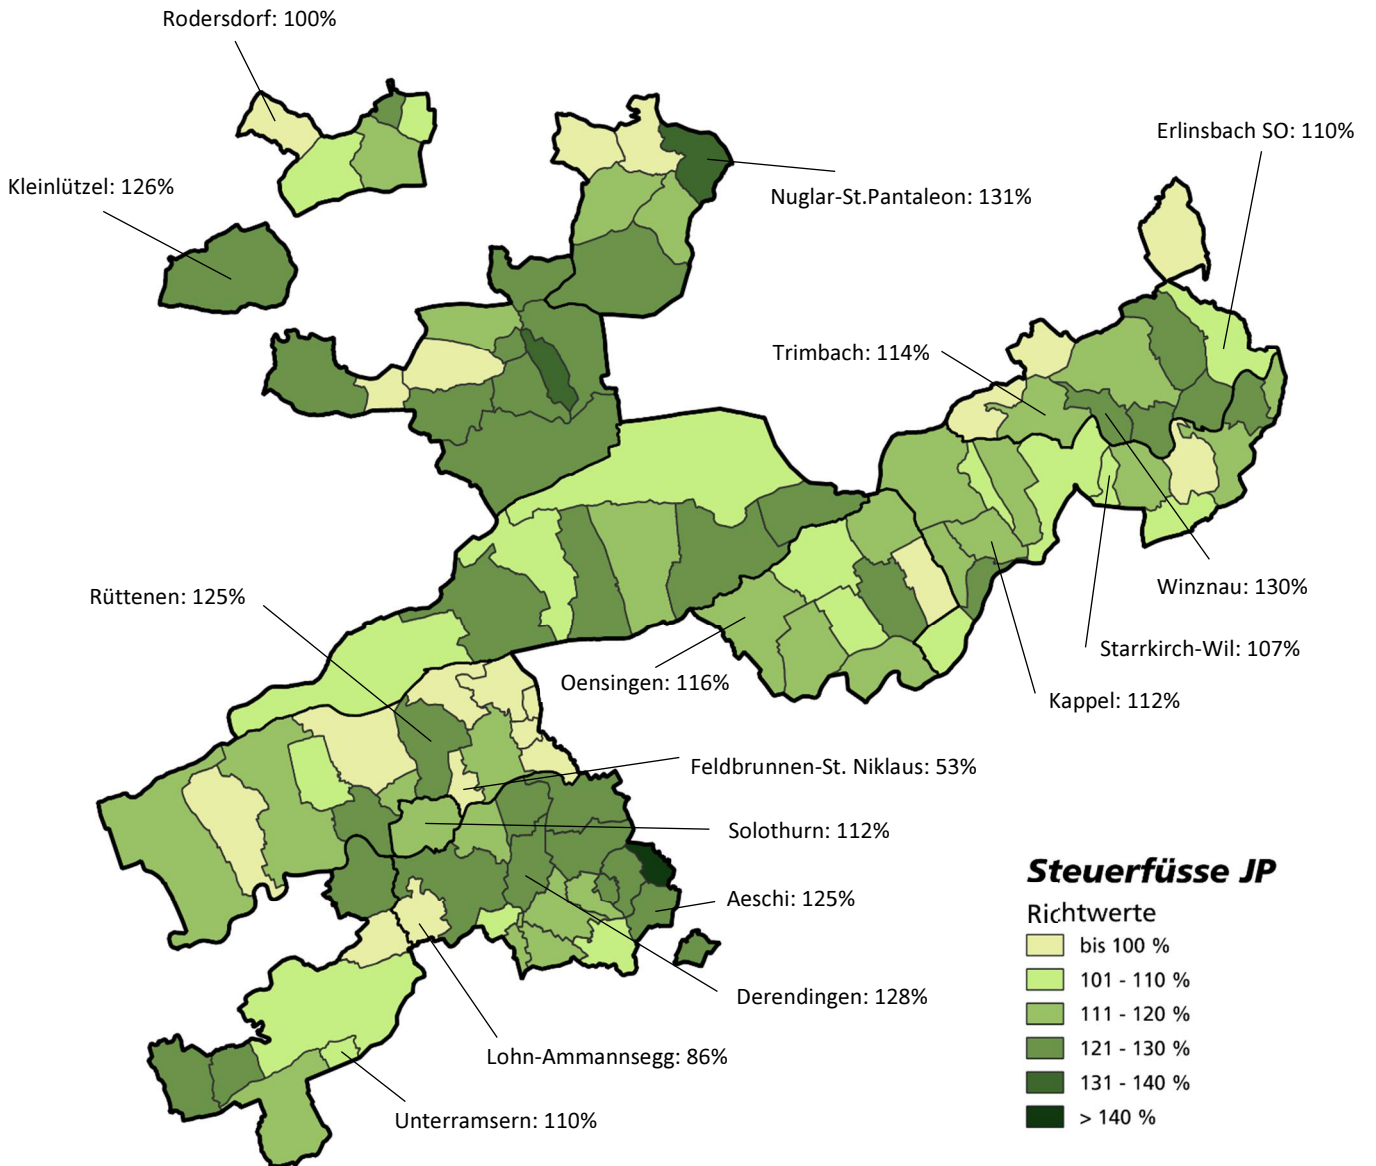 Rodersdorf: 100%
Erlinsbach SO: 110%
Kleinlützel: 126%
Nuglar-St.Pantaleon: 131%
Trimbach: 114%
Winznau: 130%
Rüttenen: 125%
Starrkirch-Wil: 107%
Oensingen: 116%
Kappel: 112%
Feldbrunnen-St. Niklaus: 53%
Solothurn: 112%
Aeschi: 125%
Derendingen: 128%
Lohn-Ammannsegg: 86%
Unterramsern: 110%
Steuerfüsse JP
Richtwerte
bis 100 %
101 - 110 %
111 - 120 %
121 - 130 %
131 - 140 %
> 140 %